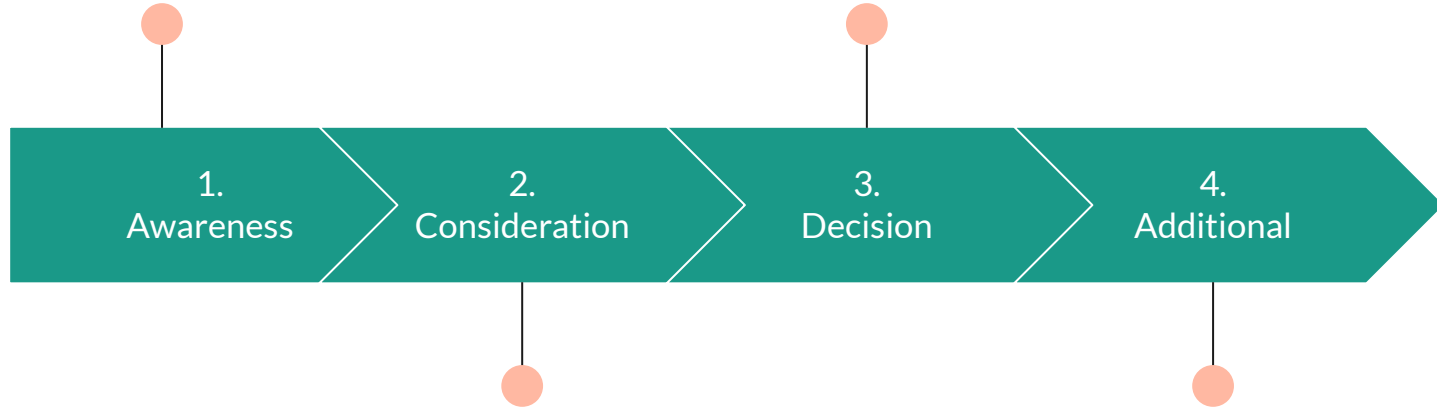 1.
Awareness
2.
Consideration
3.
Decision
4.
Additional